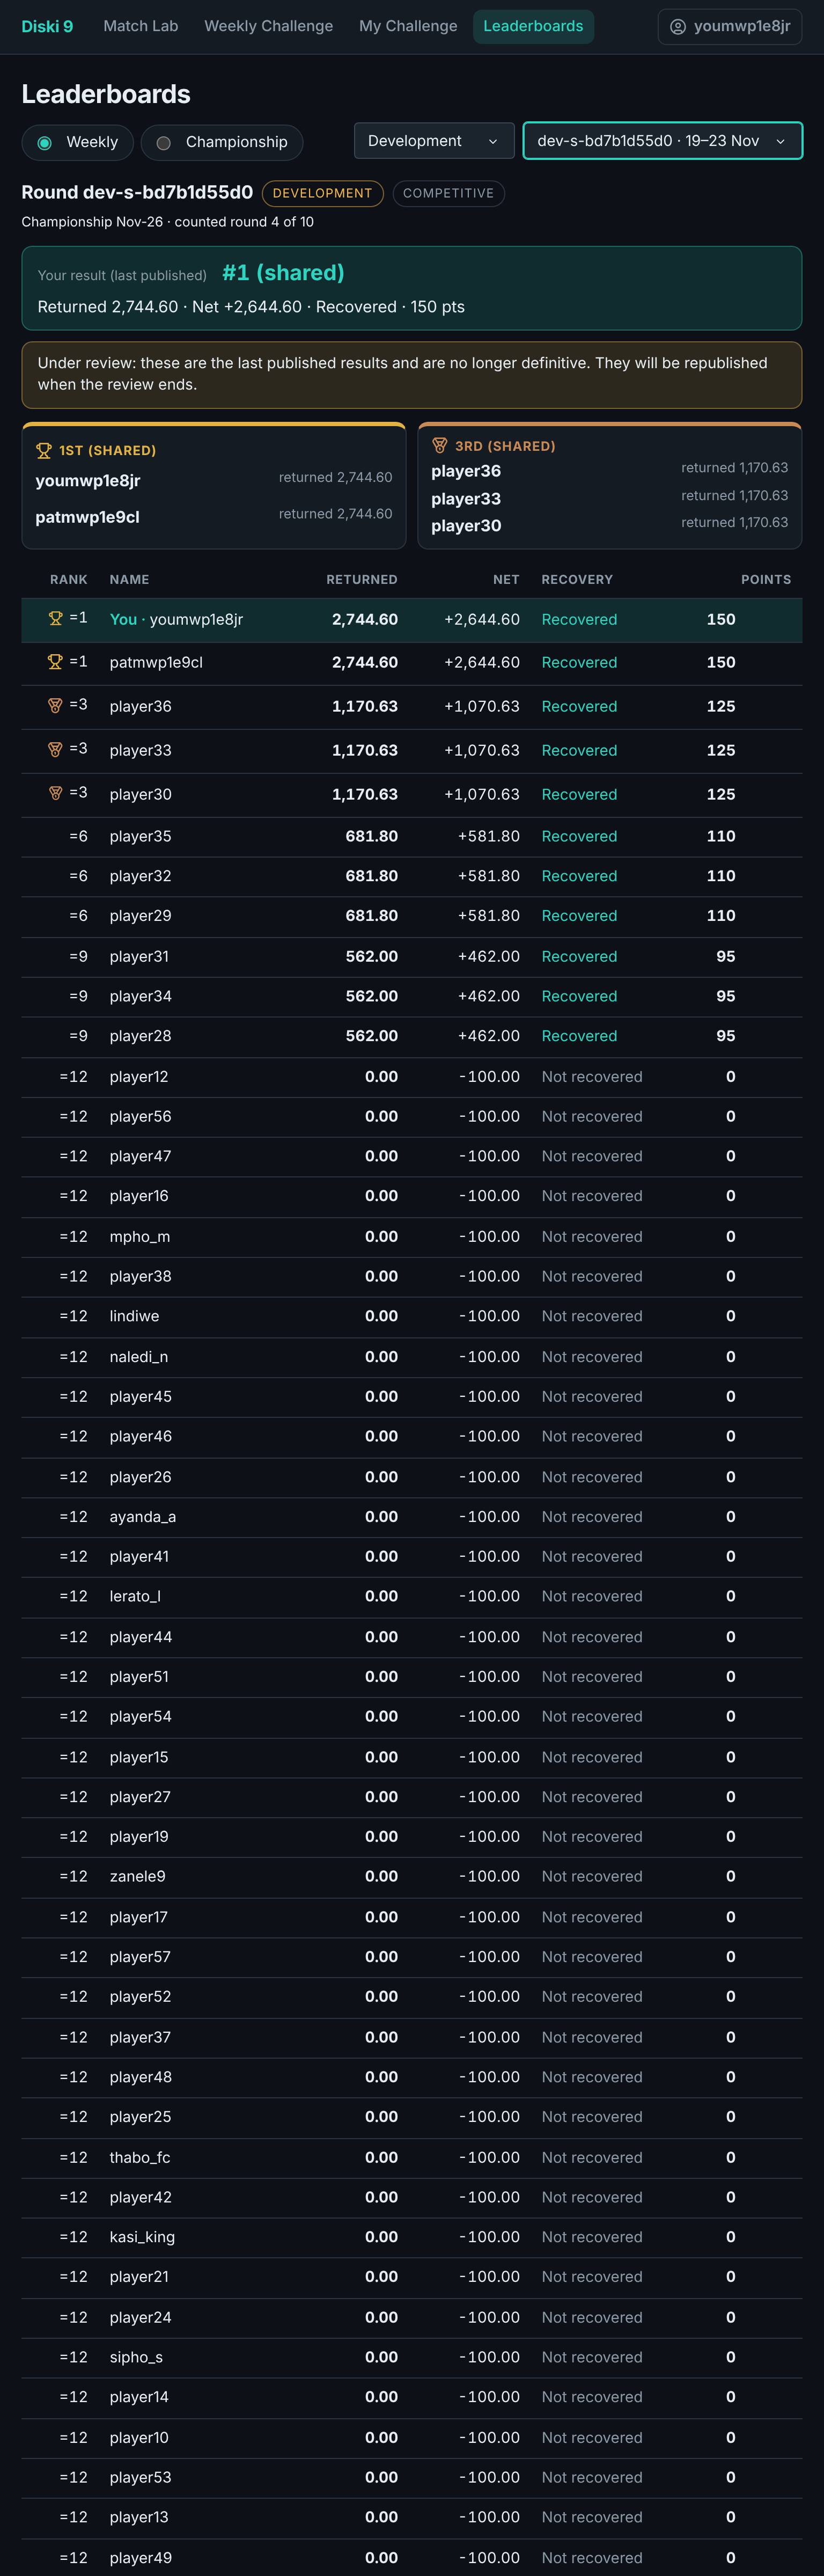 Diski 9 Match Lab Weekly Challenge My Challenge Leaderboards youmwp1e8jr
Leaderboards
Weekly Championship Development dev-s-bd7b1d55d0 · 19–23 Nov
Round dev-s-bd7b1d55d0 DEVELOPMENT COMPETITIVE
Championship Nov-26 · counted round 4 of 10
Your result (last published) #1 (shared)
Returned 2,744.60 · Net +2,644.60 · Recovered · 150 pts
Under review: these are the last published results and are no longer definitive. They will be republished
when the review ends.
1ST (SHARED)
youmwp1e8jr returned 2,744.60
patmwp1e9cl returned 2,744.60
3RD (SHARED)
player36 returned 1,170.63
player33 returned 1,170.63
player30 returned 1,170.63
RANK NAME RETURNED NET RECOVERY POINTS
=1 You · youmwp1e8jr 2,744.60 +2,644.60 Recovered 150
=1 patmwp1e9cl 2,744.60 +2,644.60 Recovered 150
=3 player36 1,170.63 +1,070.63 Recovered 125
=3 player33 1,170.63 +1,070.63 Recovered 125
=3 player30 1,170.63 +1,070.63 Recovered 125
=6 player35 681.80 +581.80 Recovered 110
=6 player32 681.80 +581.80 Recovered 110
=6 player29 681.80 +581.80 Recovered 110
=9 player31 562.00 +462.00 Recovered 95
=9 player34 562.00 +462.00 Recovered 95
=9 player28 562.00 +462.00 Recovered 95
=12 player12 0.00 -100.00 Not recovered 0
=12 player56 0.00 -100.00 Not recovered 0
=12 player47 0.00 -100.00 Not recovered 0
=12 player16 0.00 -100.00 Not recovered 0
=12 mpho_m 0.00 -100.00 Not recovered 0
=12 player38 0.00 -100.00 Not recovered 0
=12 lindiwe 0.00 -100.00 Not recovered 0
=12 naledi_n 0.00 -100.00 Not recovered 0
=12 player45 0.00 -100.00 Not recovered 0
=12 player46 0.00 -100.00 Not recovered 0
=12 player26 0.00 -100.00 Not recovered 0
=12 ayanda_a 0.00 -100.00 Not recovered 0
=12 player41 0.00 -100.00 Not recovered 0
=12 lerato_l 0.00 -100.00 Not recovered 0
=12 player44 0.00 -100.00 Not recovered 0
=12 player51 0.00 -100.00 Not recovered 0
=12 player54 0.00 -100.00 Not recovered 0
=12 player15 0.00 -100.00 Not recovered 0
=12 player27 0.00 -100.00 Not recovered 0
=12 player19 0.00 -100.00 Not recovered 0
=12 zanele9 0.00 -100.00 Not recovered 0
=12 player17 0.00 -100.00 Not recovered 0
=12 player57 0.00 -100.00 Not recovered 0
=12 player52 0.00 -100.00 Not recovered 0
=12 player37 0.00 -100.00 Not recovered 0
=12 player48 0.00 -100.00 Not recovered 0
=12 player25 0.00 -100.00 Not recovered 0
=12 thabo_fc 0.00 -100.00 Not recovered 0
=12 player42 0.00 -100.00 Not recovered 0
=12 kasi_king 0.00 -100.00 Not recovered 0
=12 player21 0.00 -100.00 Not recovered 0
=12 player24 0.00 -100.00 Not recovered 0
=12 sipho_s 0.00 -100.00 Not recovered 0
=12 player14 0.00 -100.00 Not recovered 0
=12 player10 0.00 -100.00 Not recovered 0
=12 player53 0.00 -100.00 Not recovered 0
=12 player13 0.00 -100.00 Not recovered 0
=12 player49 0.00 -100.00 Not recovered 0